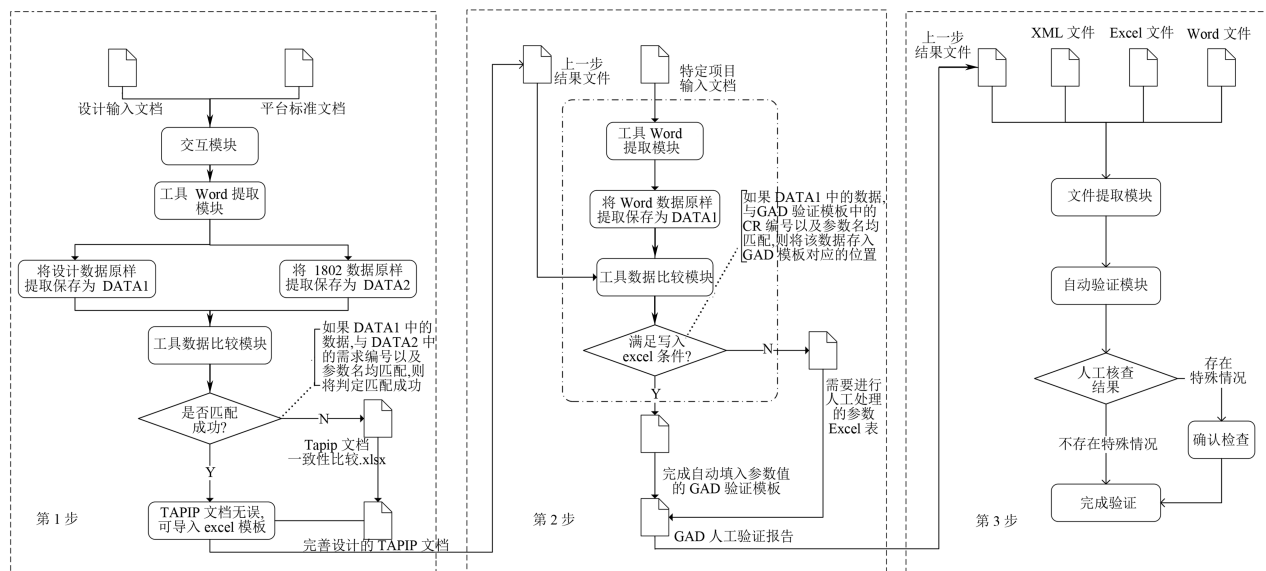 设计输入文档
平台标准文档
交互模块
工具 Word 提取
模块
将设计数据原样
提取保存为 DATA1
将 1802 数据原样
提取保存为 DATA2
工具数据比较模块
如果 DATA1 中的
数据,与 DATA2 中
的需求编号以及
参数名均匹配,则
将判定匹配成功
是否匹配
成功?
N
Y
Tapip 文档
一致性比较.xlsx
TAPIP 文档无误,
可导入 excel 模板
完善设计的 TAPIP 文档
第 1 步
上一步
结果文件
特定项目
输入文档
工具 Word
提取模块
将 Word 数据原样
提取保存为 DATA1
如果 DATA1 中的数据,
与GAD 验证模板中的
CR 编号以及参数名均
匹配,则将该数据存入
GAD 模板对应的位置
工具数据比较模块
满足写入
excel 条件?
N
Y
需要进行
人工处理
的参数
Excel 表
完成自动填入参数值
的 GAD 验证模板
GAD 人工验证报告
第 2 步
上一步
结果文件
XML 文件
Excel 文件
Word 文件
文件提取模块
自动验证模块
人工核查
结果
存在
特殊情况
不存在特殊情况
确认检查
完成验证
第 3 步